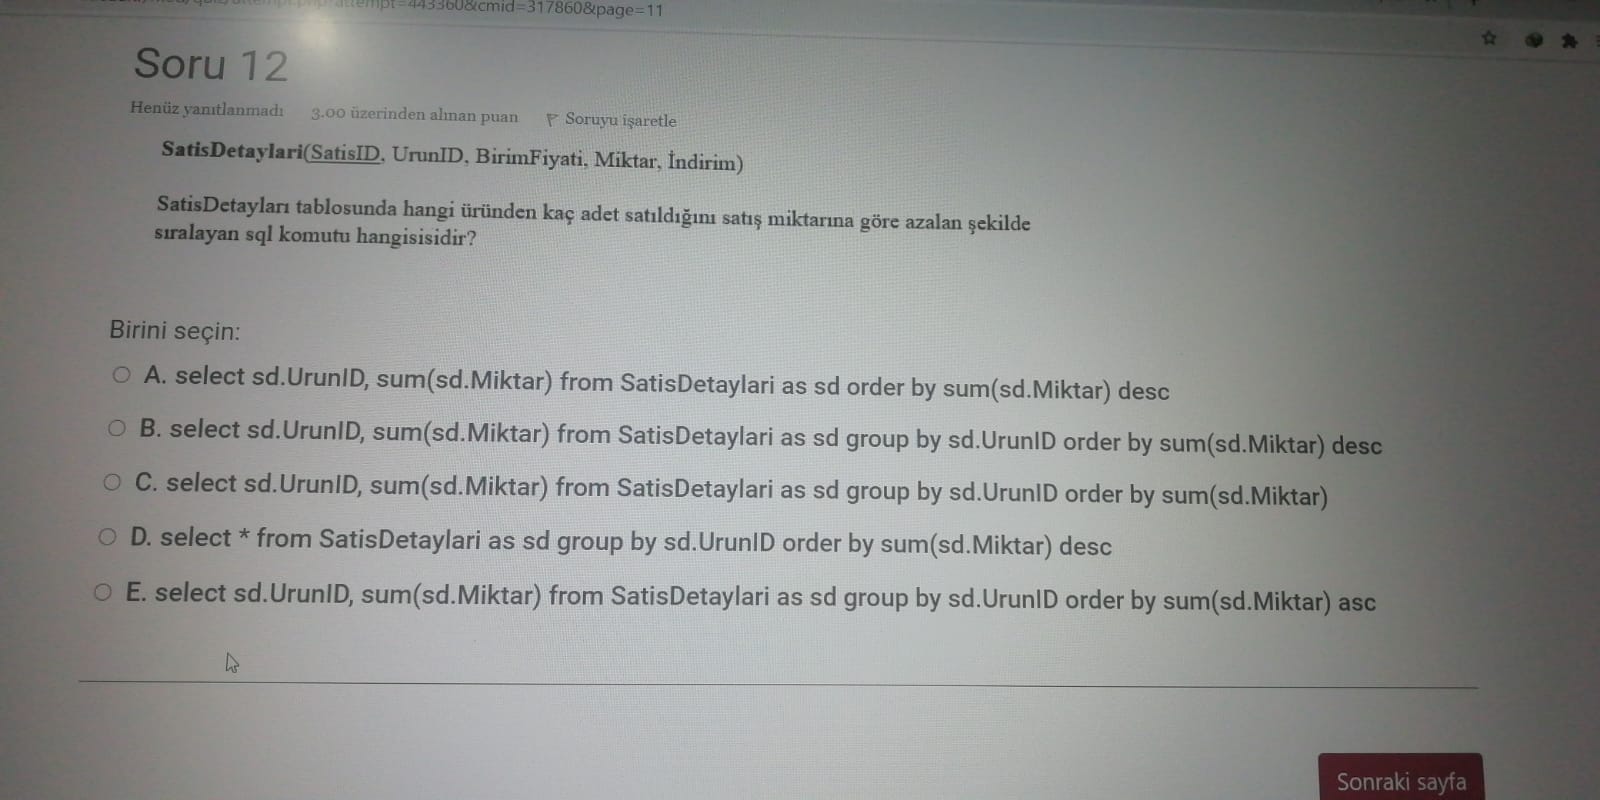 attempt=4433608&cmid=317860&page=11
Soru 12
Henüz yanıtlanmadı 3.00 üzerinden alınan puan Soruyu işaretle
SatisDetaylari(SatisID, UrunID, BirimFiyati, Miktar, İndirim)
SatisDetayları tablosunda hangi üründen kaç adet satıldığını satış miktarına göre azalan şekilde
sıralayan sql komutu hangisisidir?
Birini seçin:
A. select sd.UrunID, sum(sd.Miktar) from SatisDetaylari as sd order by sum(sd.Miktar) desc
B. select sd.UrunID, sum(sd.Miktar) from SatisDetaylari as sd group by sd.UrunID order by sum(sd.Miktar) desc
C. select sd.UrunID, sum(sd.Miktar) from SatisDetaylari as sd group by sd.UrunID order by sum(sd.Miktar)
D. select * from SatisDetaylari as sd group by sd.UrunID order by sum(sd.Miktar) desc
E. select sd.UrunID, sum(sd.Miktar) from SatisDetaylari as sd group by sd.UrunID order by sum(sd.Miktar) asc
Sonraki sayfa